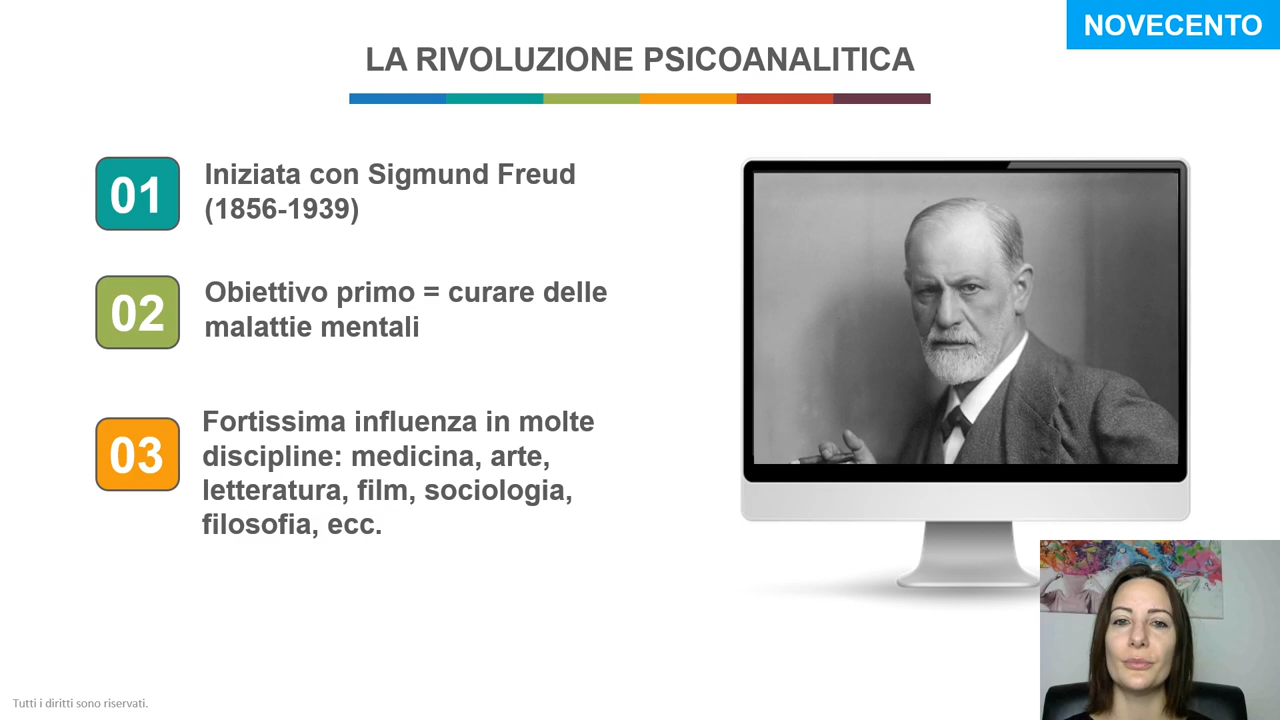 NOVECENTO
LA RIVOLUZIONE PSICOANALITICA
01
Iniziata con Sigmund Freud
(1856-1939)
02
Obiettivo primo = curare delle
malattie mentali
03
Fortissima influenza in molte
discipline: medicina, arte,
letteratura, film, sociologia,
filosofia, ecc.
Tutti i diritti sono riservati.